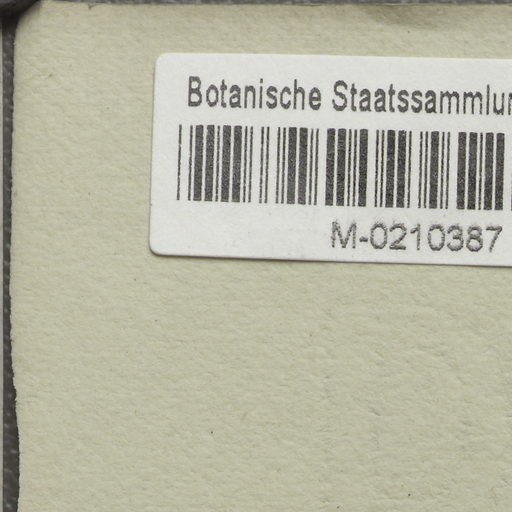 Botanische Staatssammlun
M-0210387